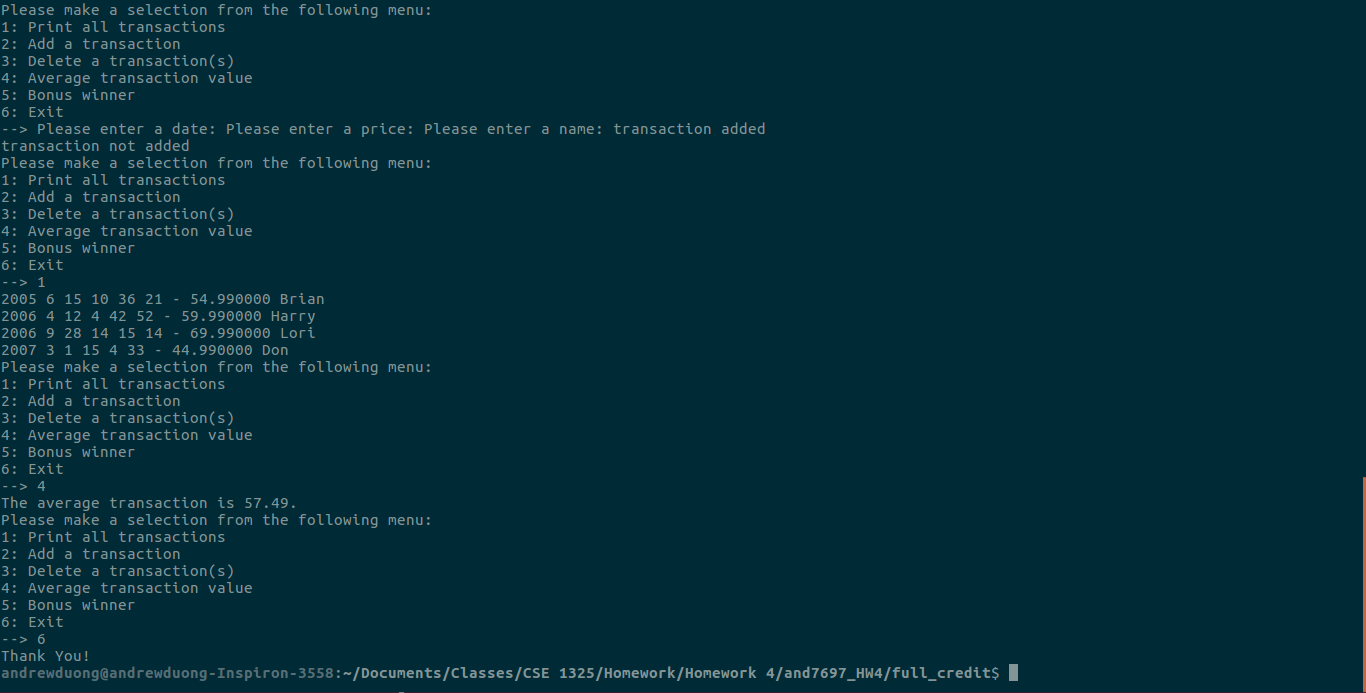 Please make a selection from the following menu:
1: Print all transactions
2: Add a transaction
3: Delete a transaction(s)
4: Average transaction value
5: Bonus winner
6: Exit
--> Please enter a date: Please enter a price: Please enter a name: transaction added
transaction not added
Please make a selection from the following menu:
1: Print all transactions
2: Add a transaction
3: Delete a transaction(s)
4: Average transaction value
5: Bonus winner
6: Exit
--> 1
2005 6 15 10 36 21 - 54.990000 Brian
2006 4 12 4 42 52 - 59.990000 Harry
2006 9 28 14 15 14 - 69.990000 Lori
2007 3 1 15 4 33 - 44.990000 Don
Please make a selection from the following menu:
1: Print all transactions
2: Add a transaction
3: Delete a transaction(s)
4: Average transaction value
5: Bonus winner
6: Exit
--> 4
The average transaction is 57.49.
Please make a selection from the following menu:
1: Print all transactions
2: Add a transaction
3: Delete a transaction(s)
4: Average transaction value
5: Bonus winner
6: Exit
--> 6
Thank You!
andrewduong@andrewduong-Inspiron-3558:~/Documents/Classes/CSE 1325/Homework/Homework 4/and7697_HW4/full_credit$